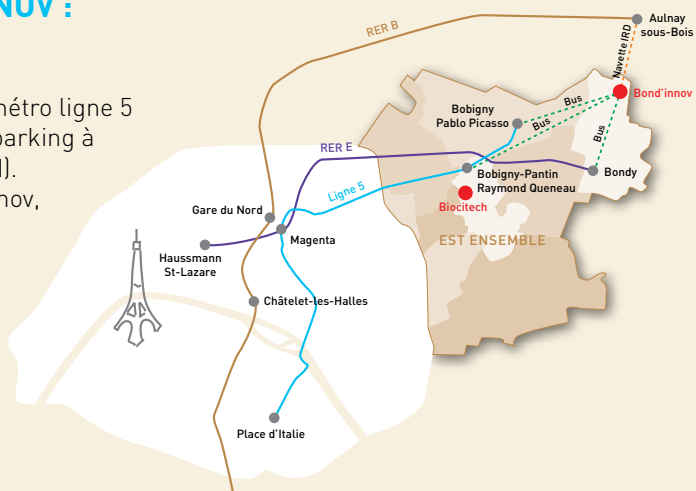 NOV :
étro ligne 5
parking à
).
nov,
RER B
Aulnay
sous-Bois
Navette IRD
Bond'innov
Bus
Bus
Bus
Bobigny
Pablo Picasso
RER E
Ligne 5
Bobigny-Pantin
Raymond Queneau
Bondy
Biocitech
EST ENSEMBLE
Gare du Nord
Magenta
Haussmann
St-Lazare
Châtelet-les-Halles
Place d'Italie